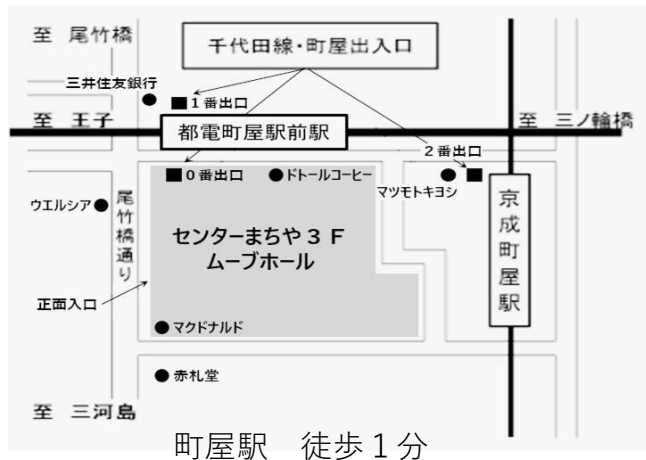 至 尾竹橋
千代田線・町屋出入口
三井住友銀行
1番出口
至 王子
都電町屋駅前駅
至 三ノ輪橋
2番出口
0番出口
ドトールコーヒー
マツモトキヨシ
ウエルシア
尾竹橋通り
京成町屋駅
センターまちや3F
ムーブホール
正面入口
マクドナルド
赤札堂
至 三河島
町屋駅 徒歩1分